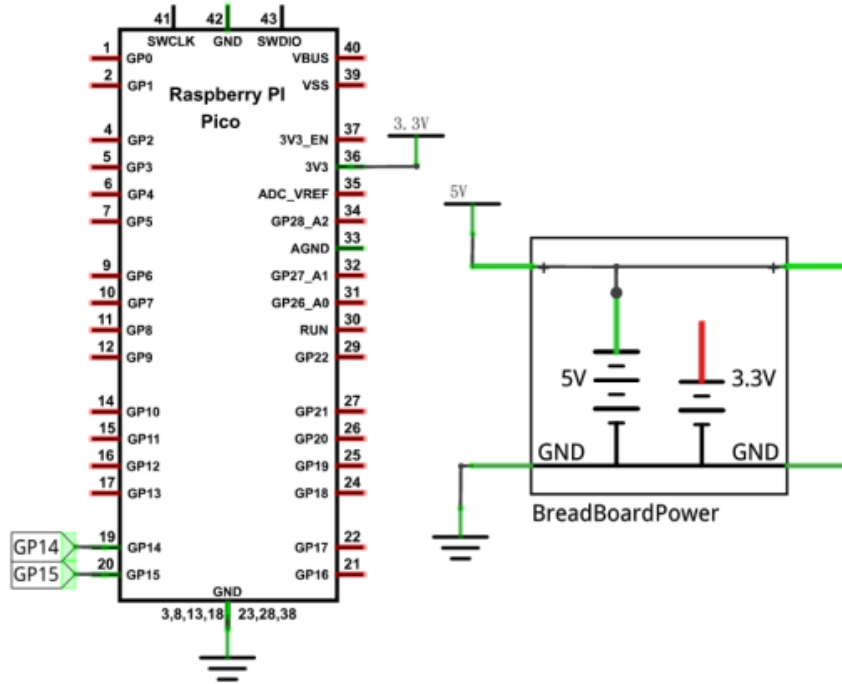 41 42 43
SWCLK GND SWDIO
1 GP0 VBUS 40
2 GP1 VSS 39
Raspberry PI
Pico
3.3V
4 GP2 3V3_EN 37
5 GP3 3V3 36
6 GP4 ADC_VREF 35
7 GP5 GP28_A2 34
AGND 33
9 GP6 GP27_A1 32
10 GP7 GP26_A0 31
11 GP8 RUN 30
12 GP9 GP22 29
14 GP10 GP21 27
15 GP11 GP20 26
16 GP12 GP19 25
17 GP13 GP18 24
GP14 19 GP14 GP17 22
GP15 20 GP15 GP16 21
GND
3,8,13,18 23,28,38
5V
+ +
5V 3.3V
GND GND
BreadBoardPower